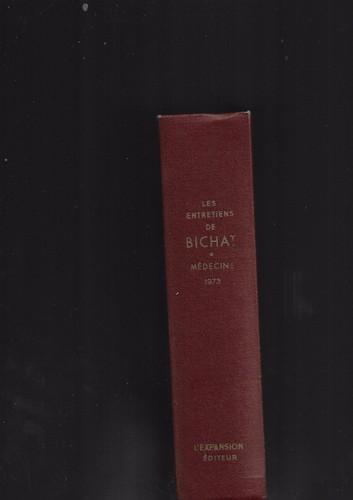 LES
ENTRETIENS
DE
BICHAT
*
MÉDECINE
1973
L'EXPANSION
ÉDITEUR